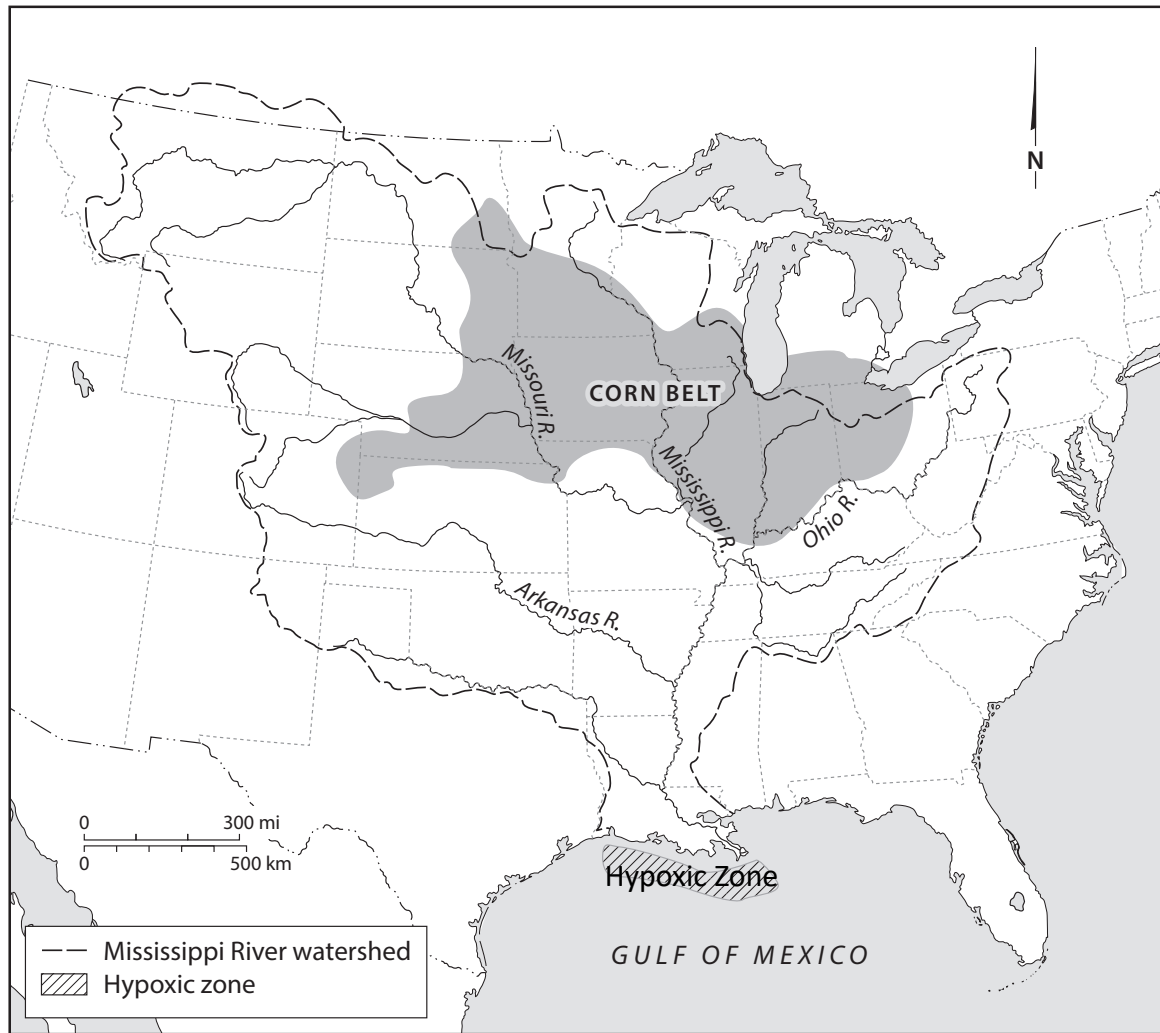 N
Missouri R.
CORN BELT
Mississippi R.
Ohio R.
Arkansas R.
0 300 mi
0 500 km
Hypoxic Zone
GULF OF MEXICO
Mississippi River watershed
Hypoxic zone